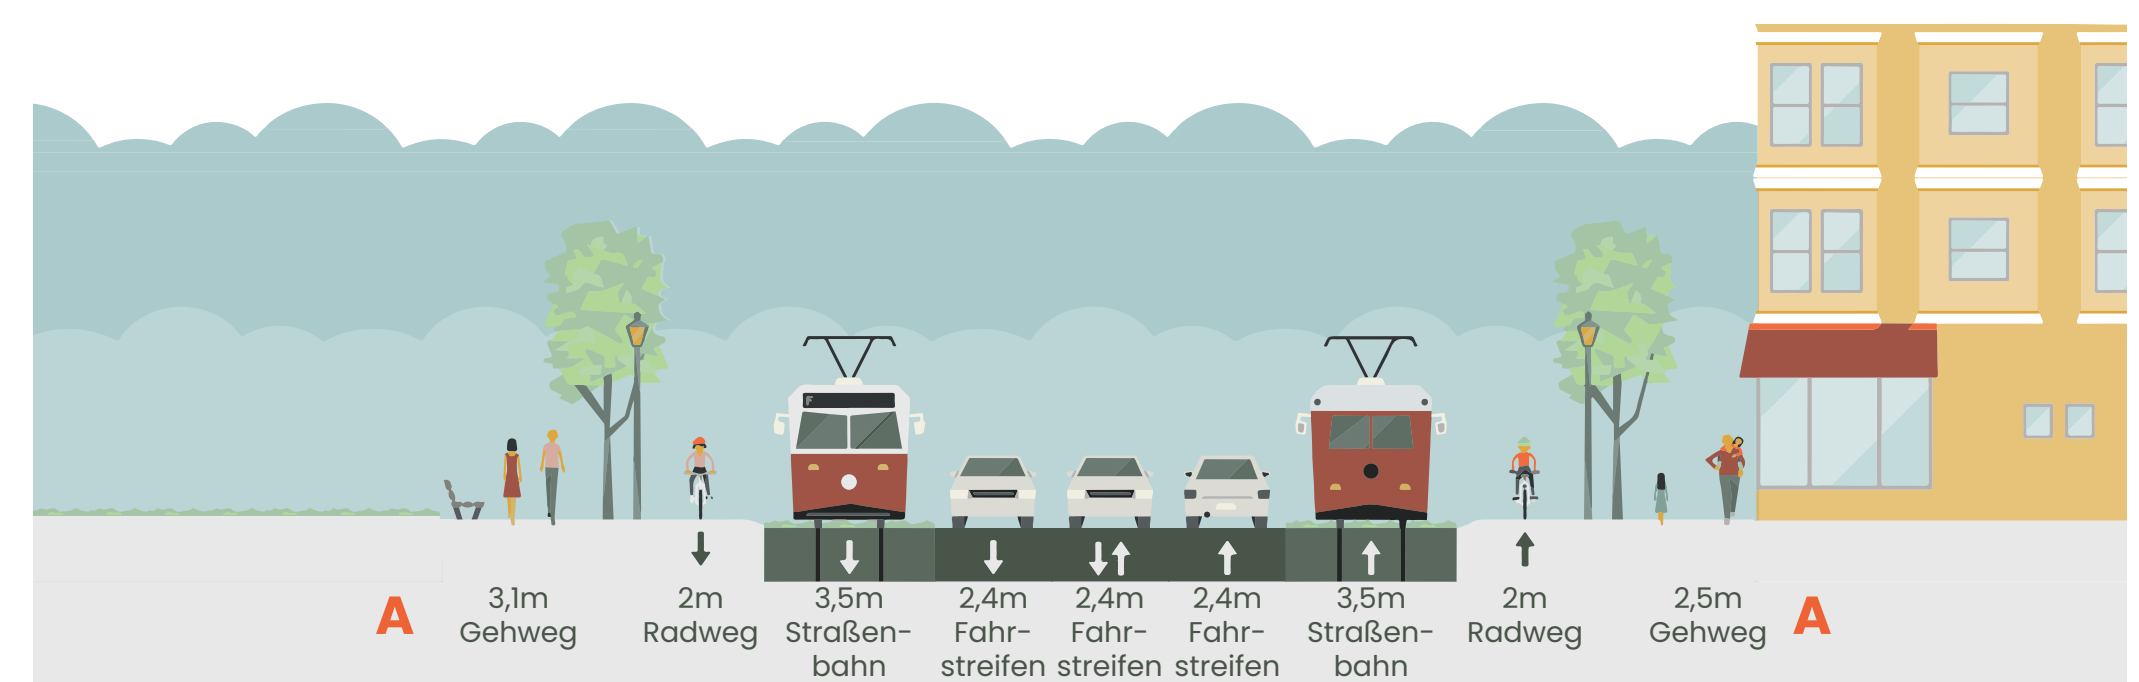 F
A
3,1m
Gehweg
2m
Radweg
3,5m
Straßen-
bahn
2,4m
Fahr-
streifen
2,4m
Fahr-
streifen
2,4m
Fahr-
streifen
3,5m
Straßen-
bahn
2m
Radweg
2,5m
Gehweg
A